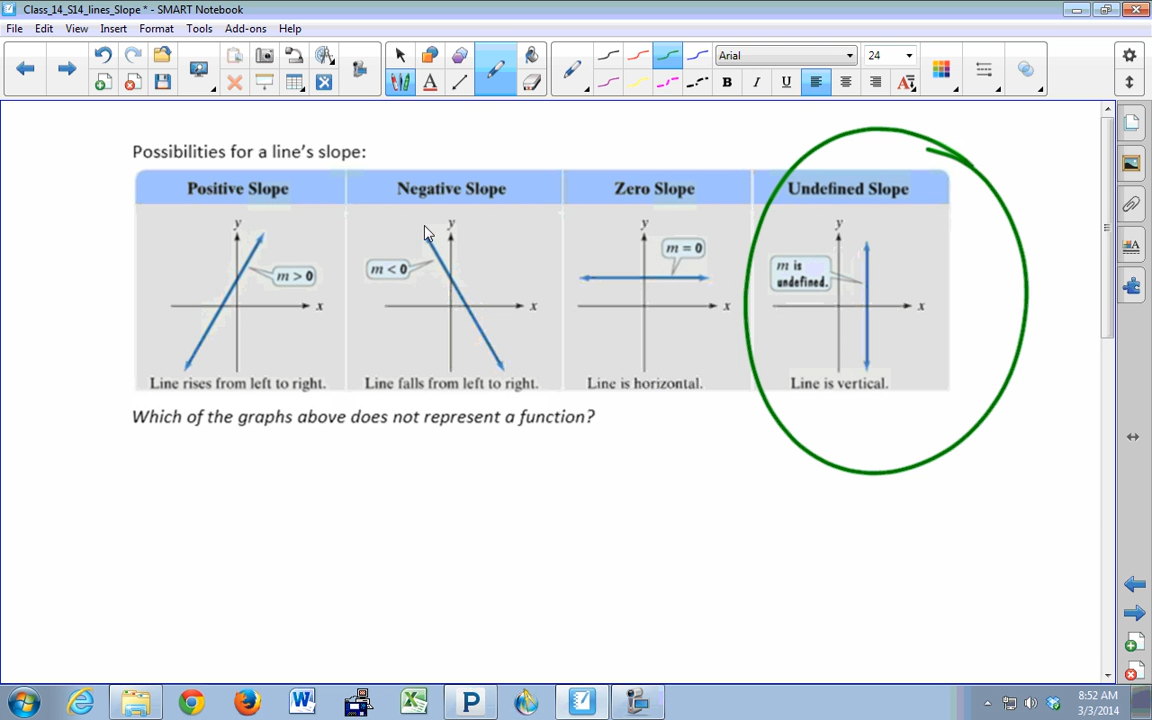 Class_14_S14_lines_Slope * - SMART Notebook
File Edit View Insert Format Tools Add-ons Help
Arial 24
B I U A
Possibilities for a line's slope:
Positive Slope Negative Slope Zero Slope Undefined Slope
y y y y
m > 0 m < 0 m = 0 m is
undefined.
x x x x
Line rises from left to right. Line falls from left to right. Line is horizontal. Line is vertical.
Which of the graphs above does not represent a function?
8:52 AM
3/3/2014